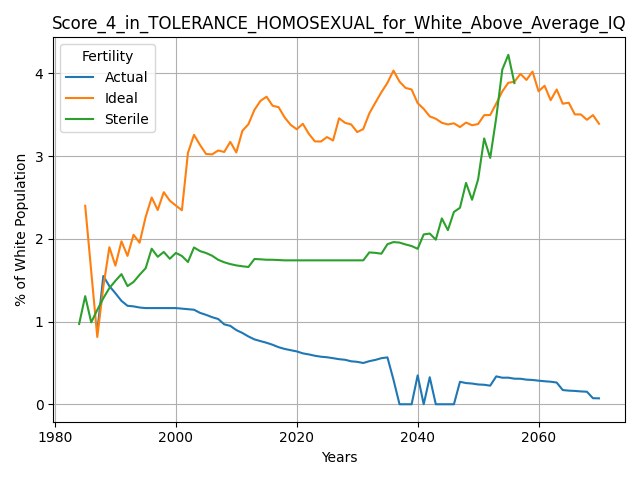 Score_4_in_TOLERANCE_HOMOSEXUAL_for_White_Above_Average_IQ
Fertility
Actual
Ideal
Sterile
% of White Population
4
3
2
1
0
1980
2000
2020
2040
2060
Years